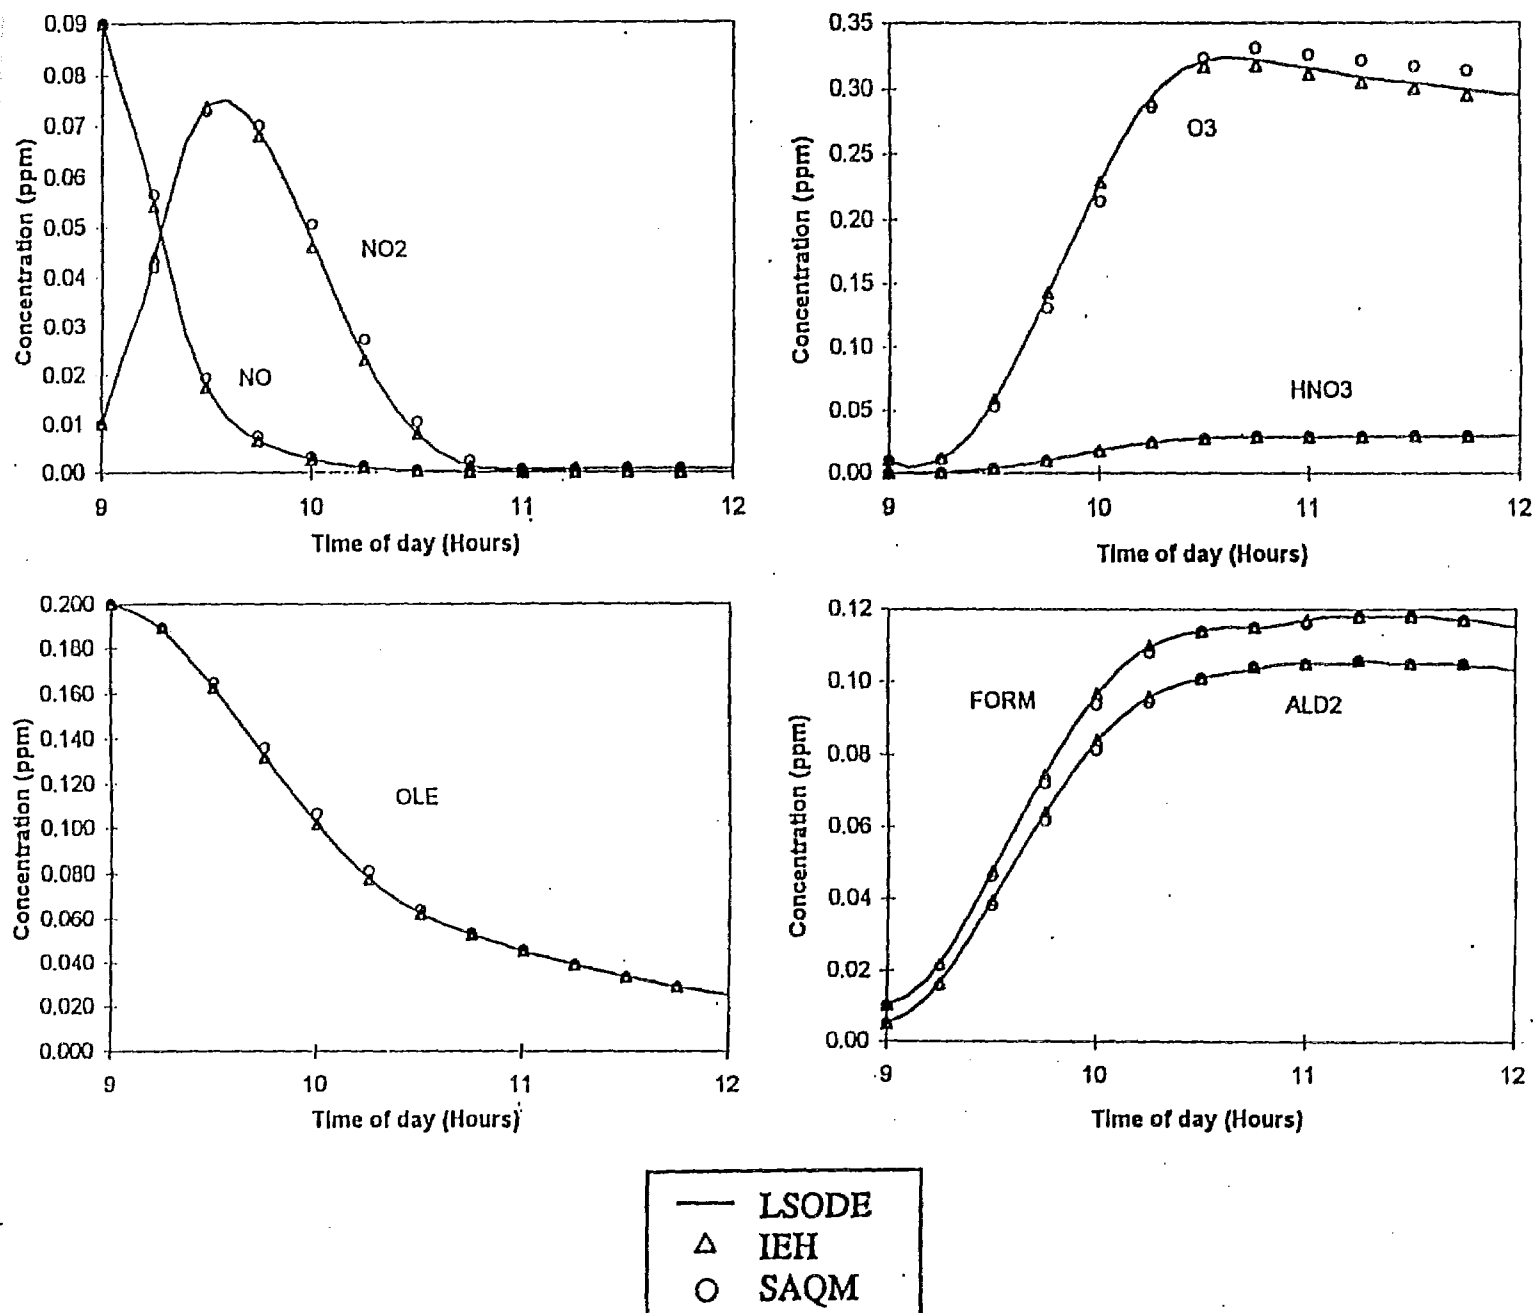 0.09
0.08
0.07
0.06
0.05
0.04
0.03
0.02
0.01
0.00
Concentration (ppm)
NO2
NO
9
10
11
12
Time of day (Hours)
0.35
0.30
0.25
0.20
0.15
0.10
0.05
0.00
Concentration (ppm)
O3
HNO3
9
10
11
12
Time of day (Hours)
0.200
0.180
0.160
0.140
0.120
0.100
0.080
0.060
0.040
0.020
0.000
Concentration (ppm)
OLE
9
10
11
12
Time of day (Hours)
0.12
0.10
0.08
0.06
0.04
0.02
0.00
Concentration (ppm)
FORM
ALD2
9
10
11
12
Time of day (Hours)
LSODE
IEH
SAQM